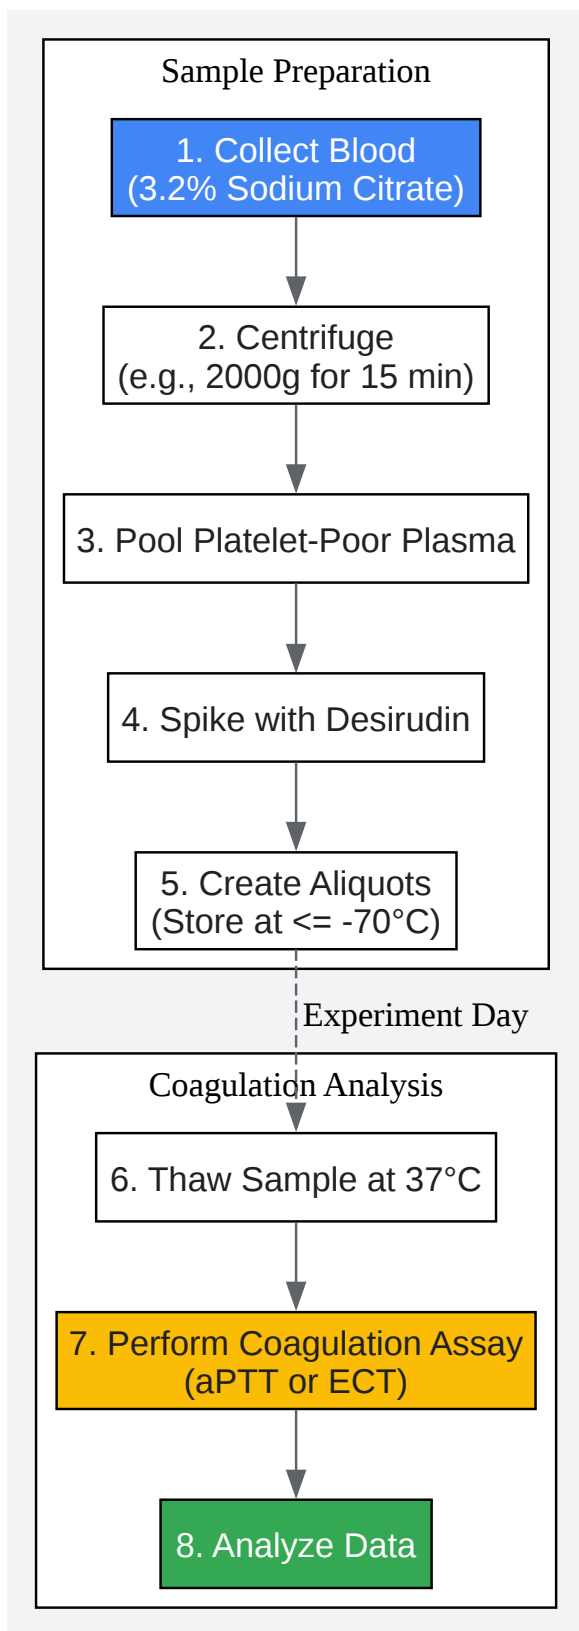 Sample Preparation
1. Collect Blood
(3.2% Sodium Citrate)
2. Centrifuge
(e.g., 2000g for 15 min)
3. Pool Platelet-Poor Plasma
4. Spike with Desirudin
5. Create Aliquots
(Store at <= -70°C)
Experiment Day
Coagulation Analysis
6. Thaw Sample at 37°C
7. Perform Coagulation Assay
(aPTT or ECT)
8. Analyze Data